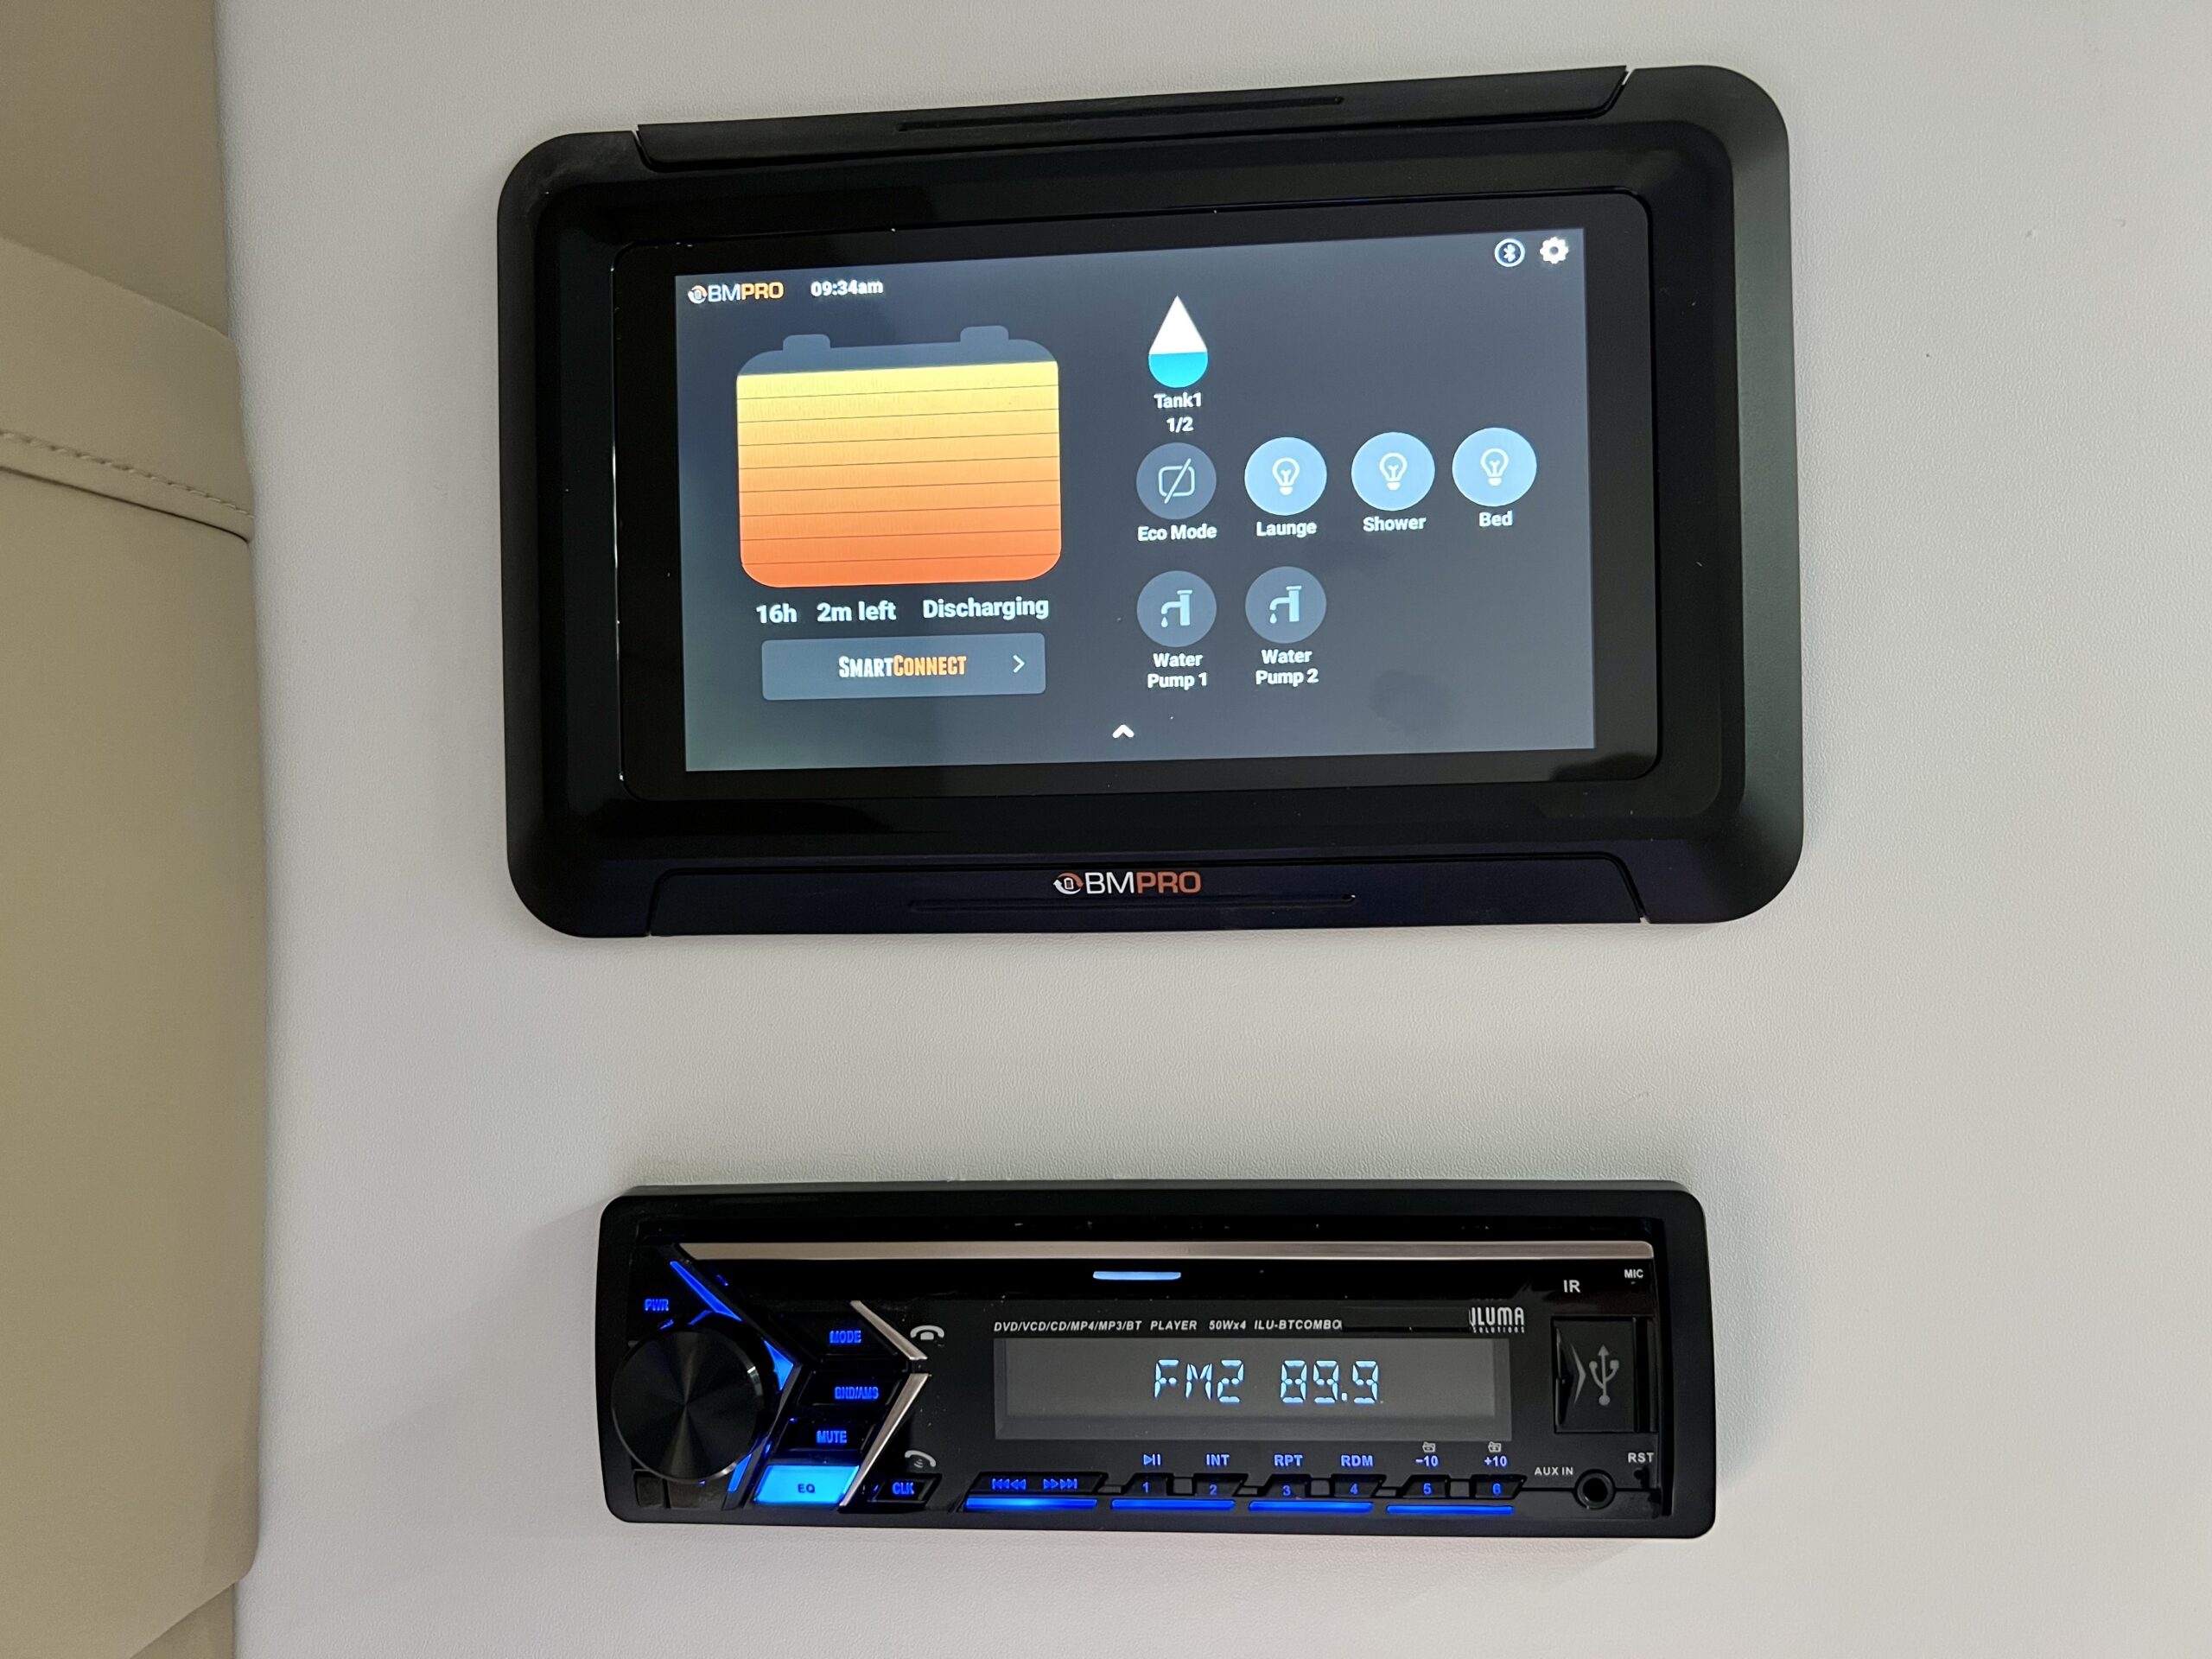 BMPRO 09:34am
Tank1
1/2
Eco Mode
Launge
Shower
Bed
16h 2m left Discharging
SMARTCONNECT
Water
Pump 1
Water
Pump 2
BMPRO
MIC
IR
PWR
MODE
DVD/VCD/CD/MP4/MP3/BT PLAYER 50Wx4 ILU-BTCOMBO
ILUMA
SOLUTIONS
FM2 89.9
BND/AMS
MUTE
EQ
CLK
INT
RPT
RDM
-10
+10
1
2
3
4
5
6
AUX IN
RST